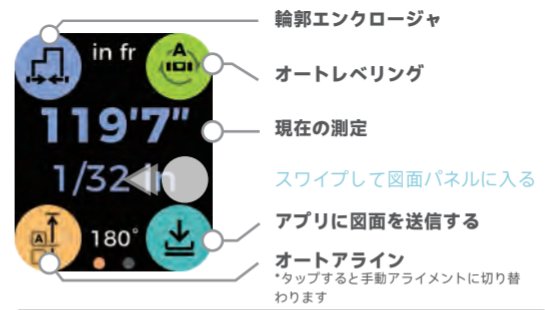 輪郭エンクロージャ
in fr
A
オートレベリング
119'7"
現在の測定
1/32 in
スワイプして図面パネルに入る
アプリに図面を送信する
A
180°
オートアライン
*タップすると手動アライメントに切り替
わります